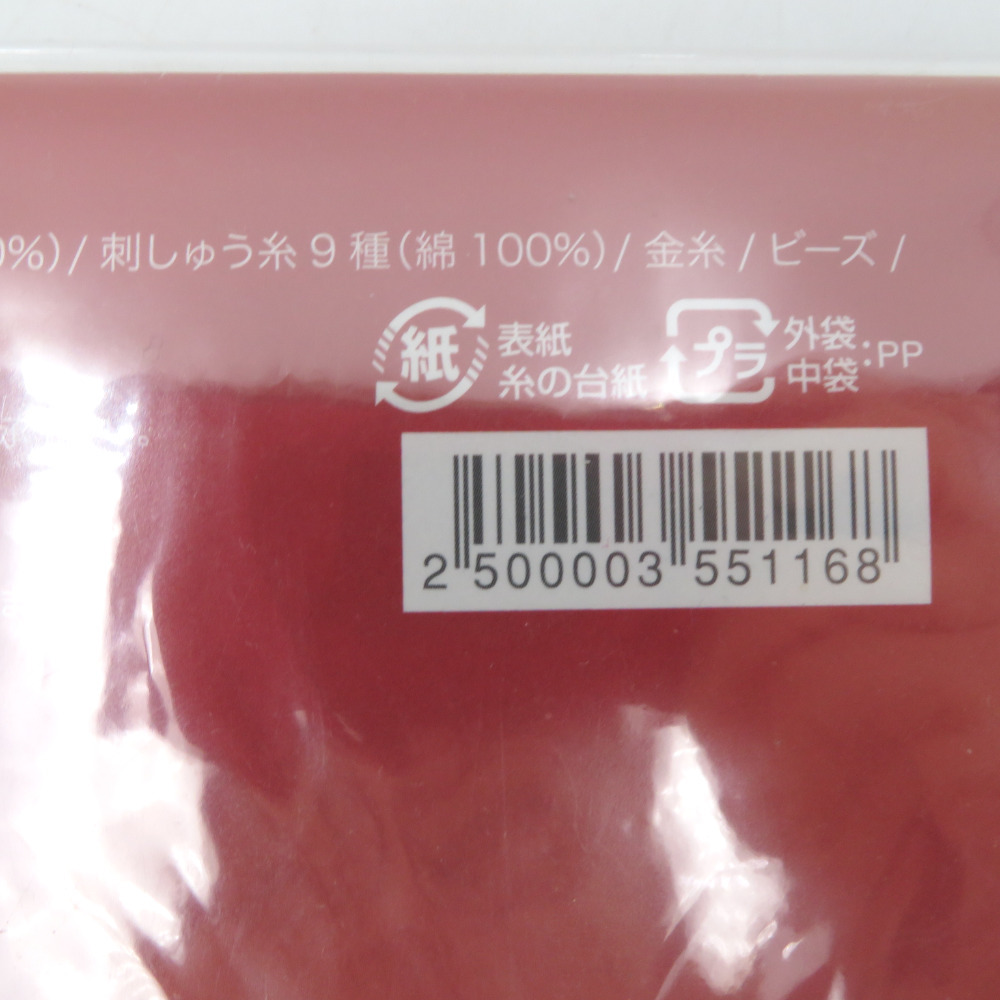 0%)/ 刺しゅう糸 9 種(綿 100%)/ 金糸 / ビーズ /
紙 表紙
糸の台紙
プラ 外袋
中袋 :PP
2 500003 551168